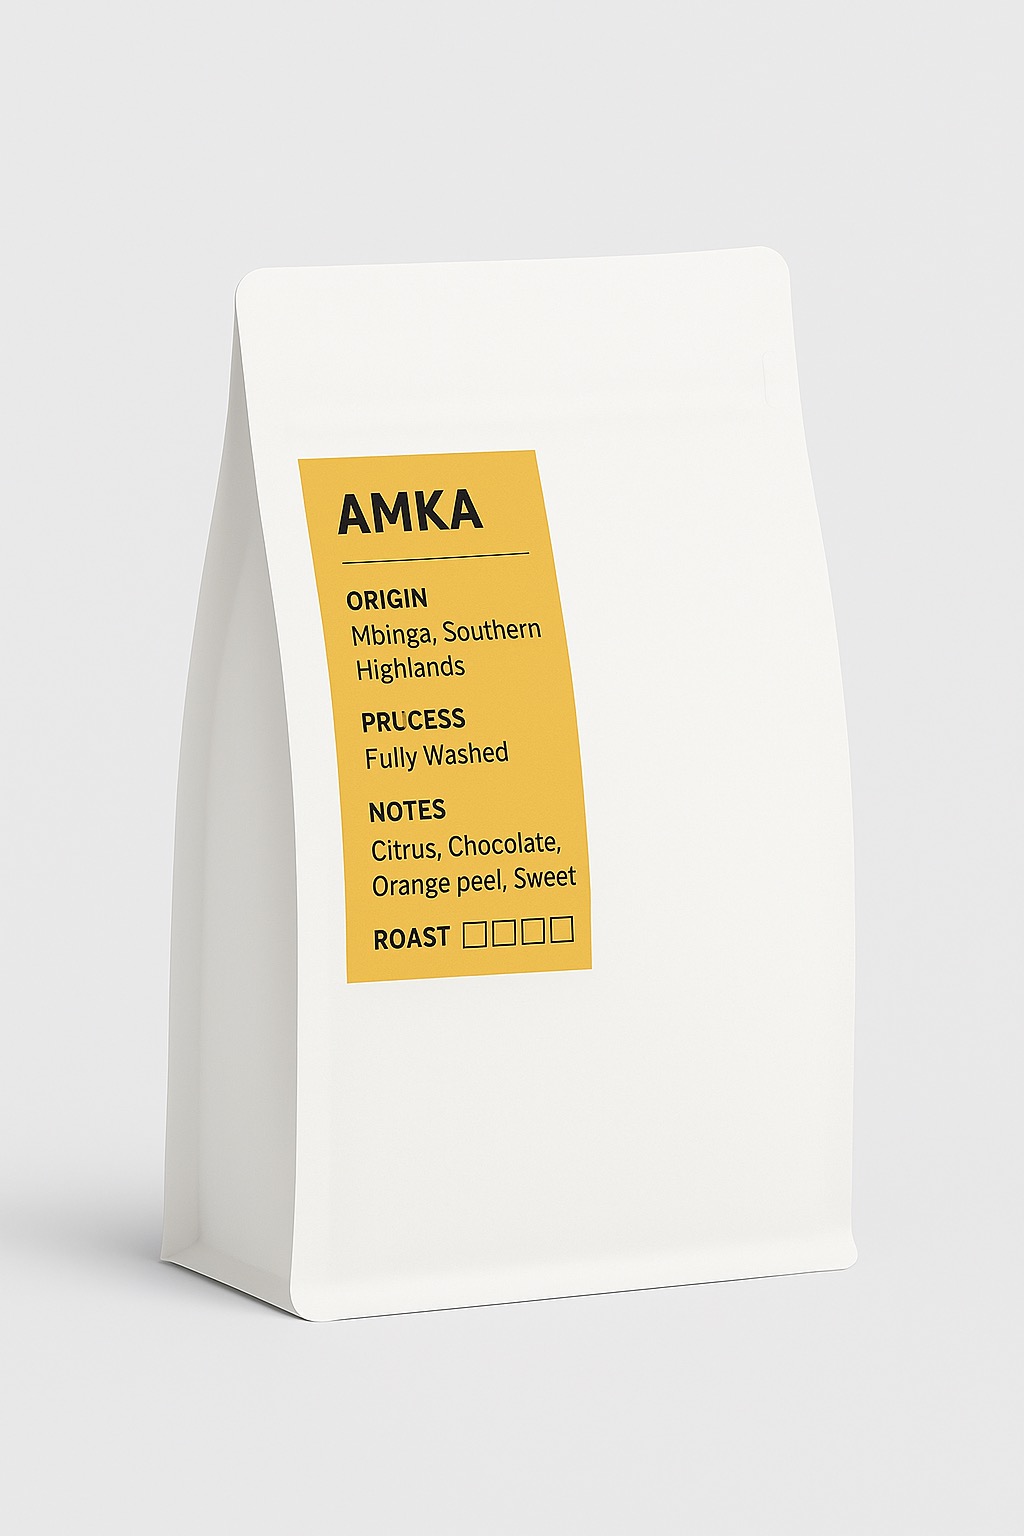 AMKA
ORIGIN
Mbinga, Southern
Highlands
PRUCESS
Fully Washed
NOTES
Citrus, Chocolate,
Orange peel, Sweet
ROAST